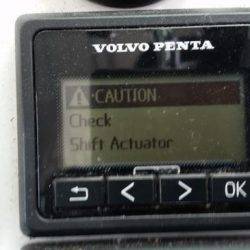 VOLVO PENTA
CAUTION
Check
Shift Actuator
< > OK